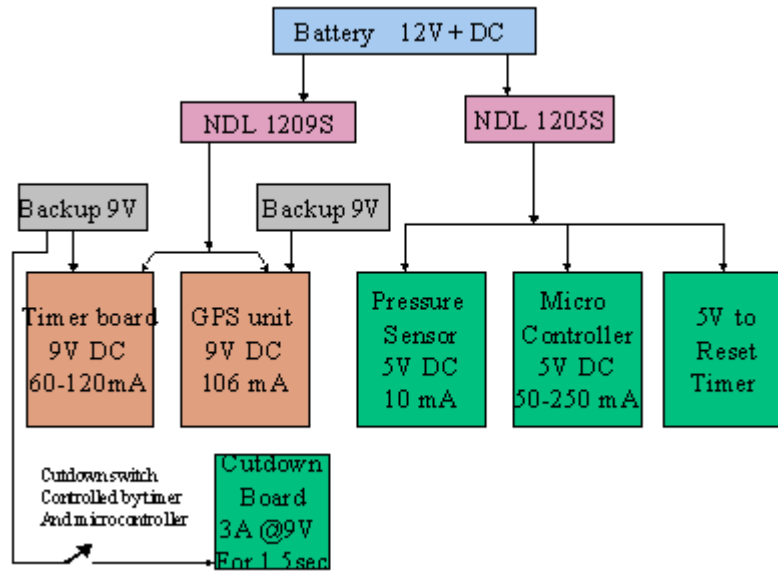 Battery 12V + DC
NDL 1209S
NDL 1205S
Backup 9V
Backup 9V
Timer board
9V DC
60-120mA
GPS unit
9V DC
106 mA
Pressure
Sensor
5V DC
10 mA
Micro
Controller
5V DC
50-250 mA
5V to
Reset
Timer
Cutdown switch
Controlled by timer
And microcontroller
Cutdown
Board
3A @9V
For 1.5sec